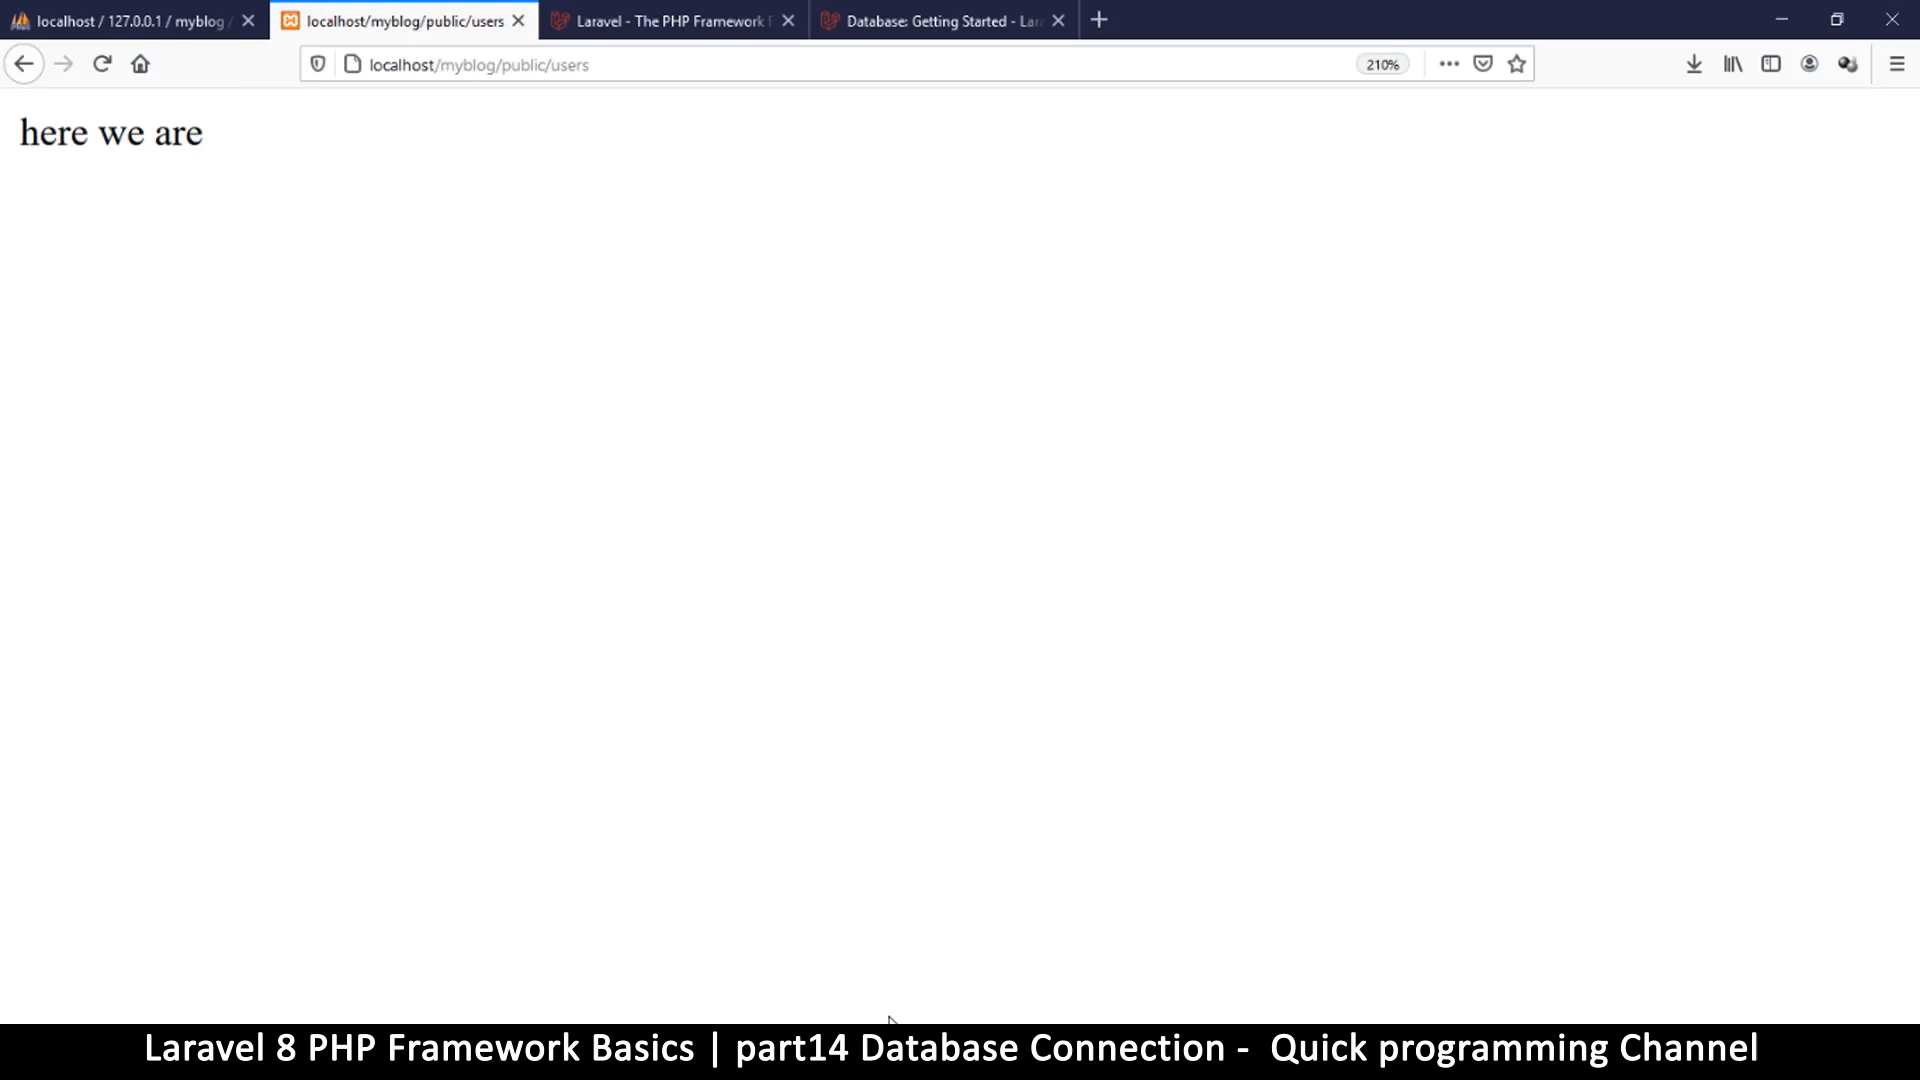 localhost / 127.0.0.1 / myblog /
localhost/myblog/public/users
Laravel - The PHP Framework F
Database: Getting Started - Lar
localhost/myblog/public/users
210%
here we are
Laravel 8 PHP Framework Basics | part14 Database Connection - Quick programming Channel